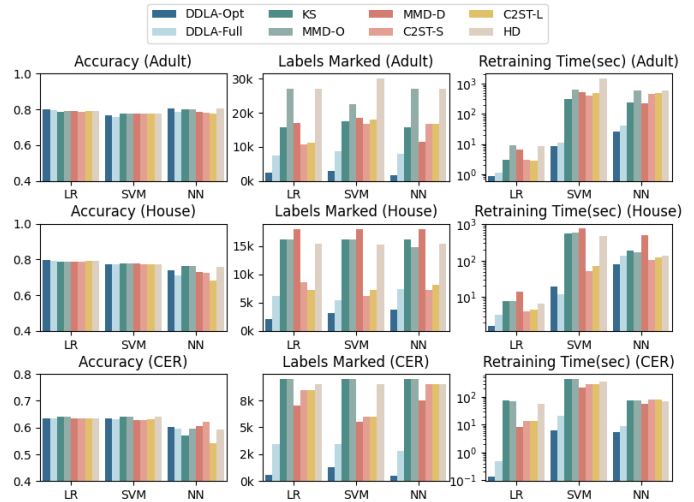 DDLA-Opt KS MMD-D C2ST-L
DDLA-Full MMD-O C2ST-S HD
Accuracy (Adult) Labels Marked (Adult) Retraining Time(sec) (Adult)
1.0 30k 10³
0.8 20k 10²
0.6 10k 10¹
0.4 0k 10⁰
LR SVM NN LR SVM NN LR SVM NN
Accuracy (House) Labels Marked (House) Retraining Time(sec) (House)
1.0 15k 10³
0.8 10k 10²
0.6 5k 10¹
0.4 0k
LR SVM NN LR SVM NN LR SVM NN
Accuracy (CER) Labels Marked (CER) Retraining Time(sec) (CER)
0.8 8k 10²
0.7 5k 10¹
0.6 2k 10⁰
0.5 0k 10⁻¹
0.4
LR SVM NN LR SVM NN LR SVM NN